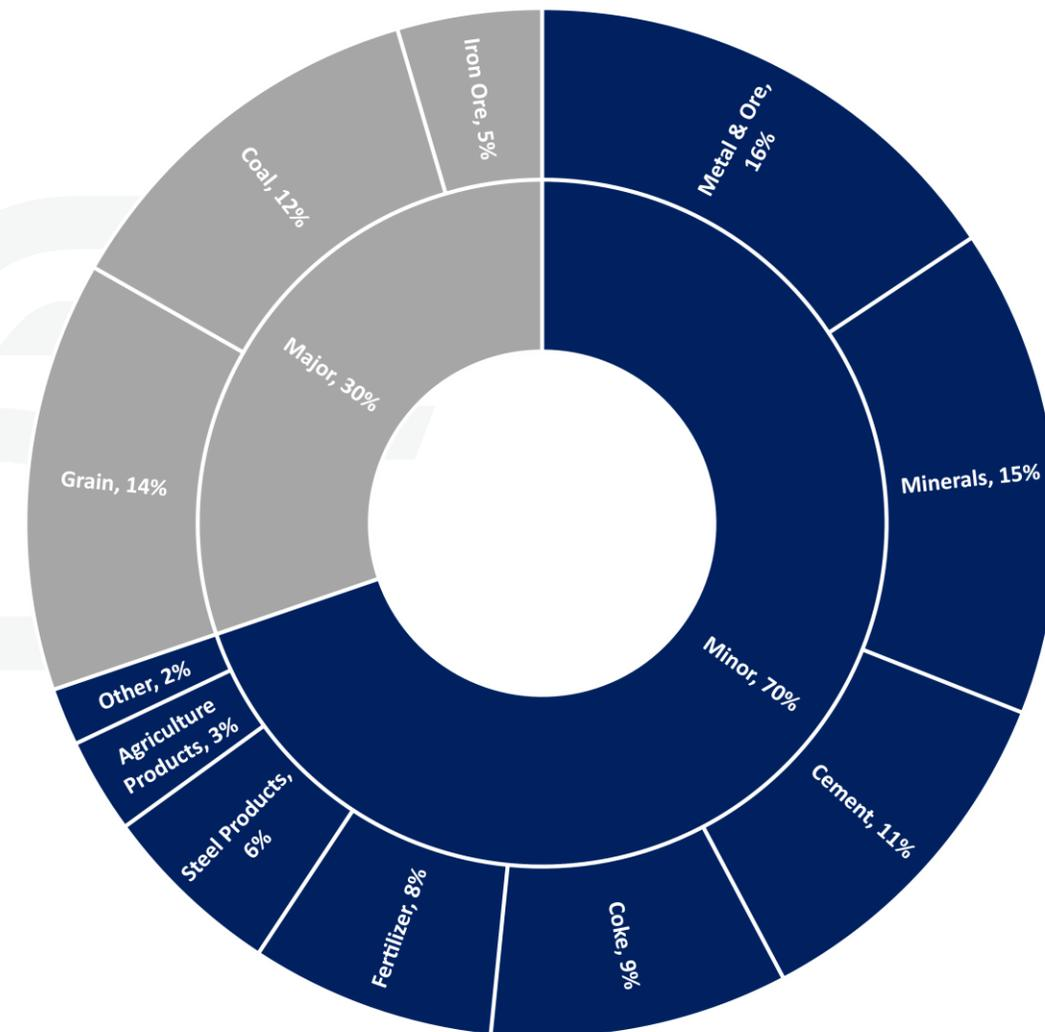 Iron Ore, 5%
Metal & Ore,
16%
Coal, 12%
Major, 30%
Grain, 14%
Minerals, 15%
Minor, 70%
Other, 2%
Agriculture
Products, 3%
Cement, 11%
Steel Products,
6%
Fertilizer, 8%
Coke, 9%